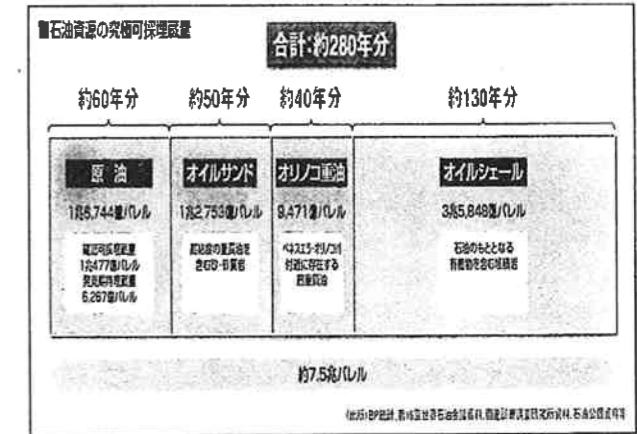 ■石油資源の究極可採埋蔵量
合計:約280年分
約60年分 約50年分 約40年分 約130年分
原油 オイルサンド オリノコ重油 オイルシェール
1兆6,744億バレル 1兆2,753億バレル 9,471億バレル 3兆5,848億バレル
確認可採埋蔵量
1兆477億バレル
発見期待埋蔵量
6,267億バレル
超粘度の重質油を
含む砂・砂質岩
ベネスエラ・オリノコ川
付近に存在する
超重質油
石油のもととなる
有機物を含む堆積岩
約7.5兆バレル